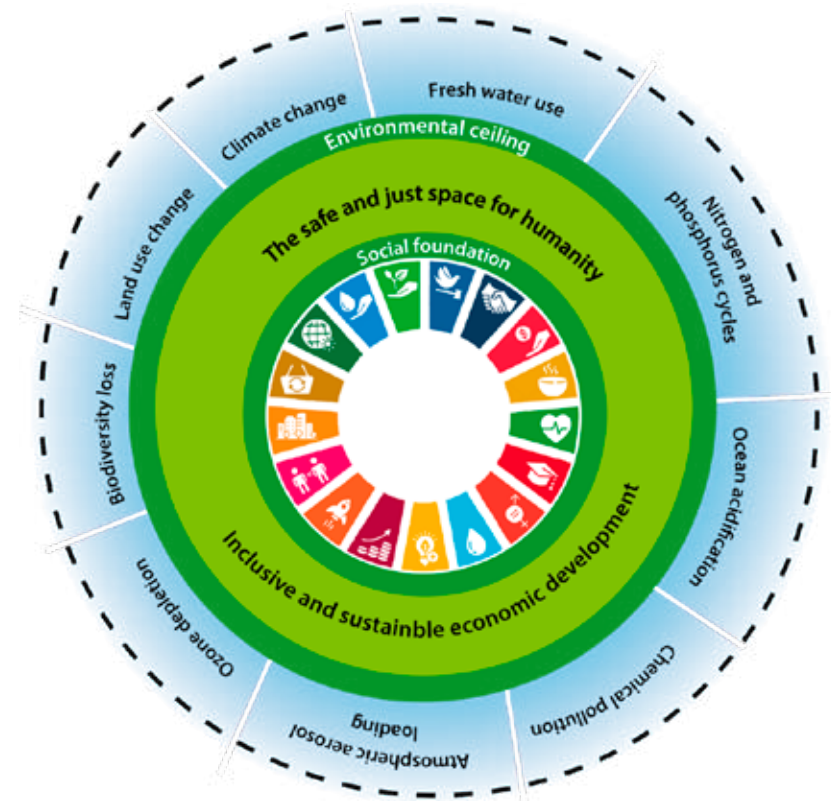 Climate change
Fresh water use
Nitrogen and
phosphorus cycles
Ocean acidification
Chemical pollution
Atmospheric aerosol
loading
Ozone depletion
Biodiversity loss
Land use change
Environmental ceiling
The safe and just space for humanity
Social foundation
Inclusive and sustainble economic development